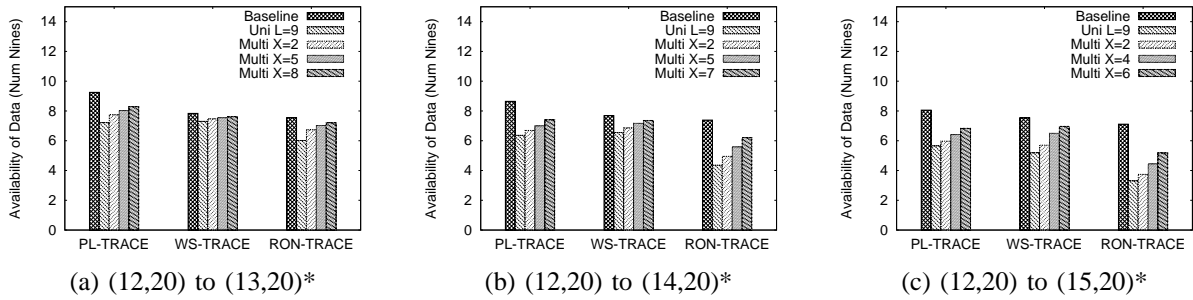 Availability of Data (Num Nines)
14
12
10
8
6
4
2
0
Baseline
Uni L=9
Multi X=2
Multi X=5
Multi X=8
PL-TRACE WS-TRACE RON-TRACE
(a) (12,20) to (13,20)*
Availability of Data (Num Nines)
14
12
10
8
6
4
2
0
Baseline
Uni L=9
Multi X=2
Multi X=5
Multi X=7
PL-TRACE WS-TRACE RON-TRACE
(b) (12,20) to (14,20)*
Availability of Data (Num Nines)
14
12
10
8
6
4
2
0
Baseline
Uni L=9
Multi X=2
Multi X=4
Multi X=6
PL-TRACE WS-TRACE RON-TRACE
(c) (12,20) to (15,20)*